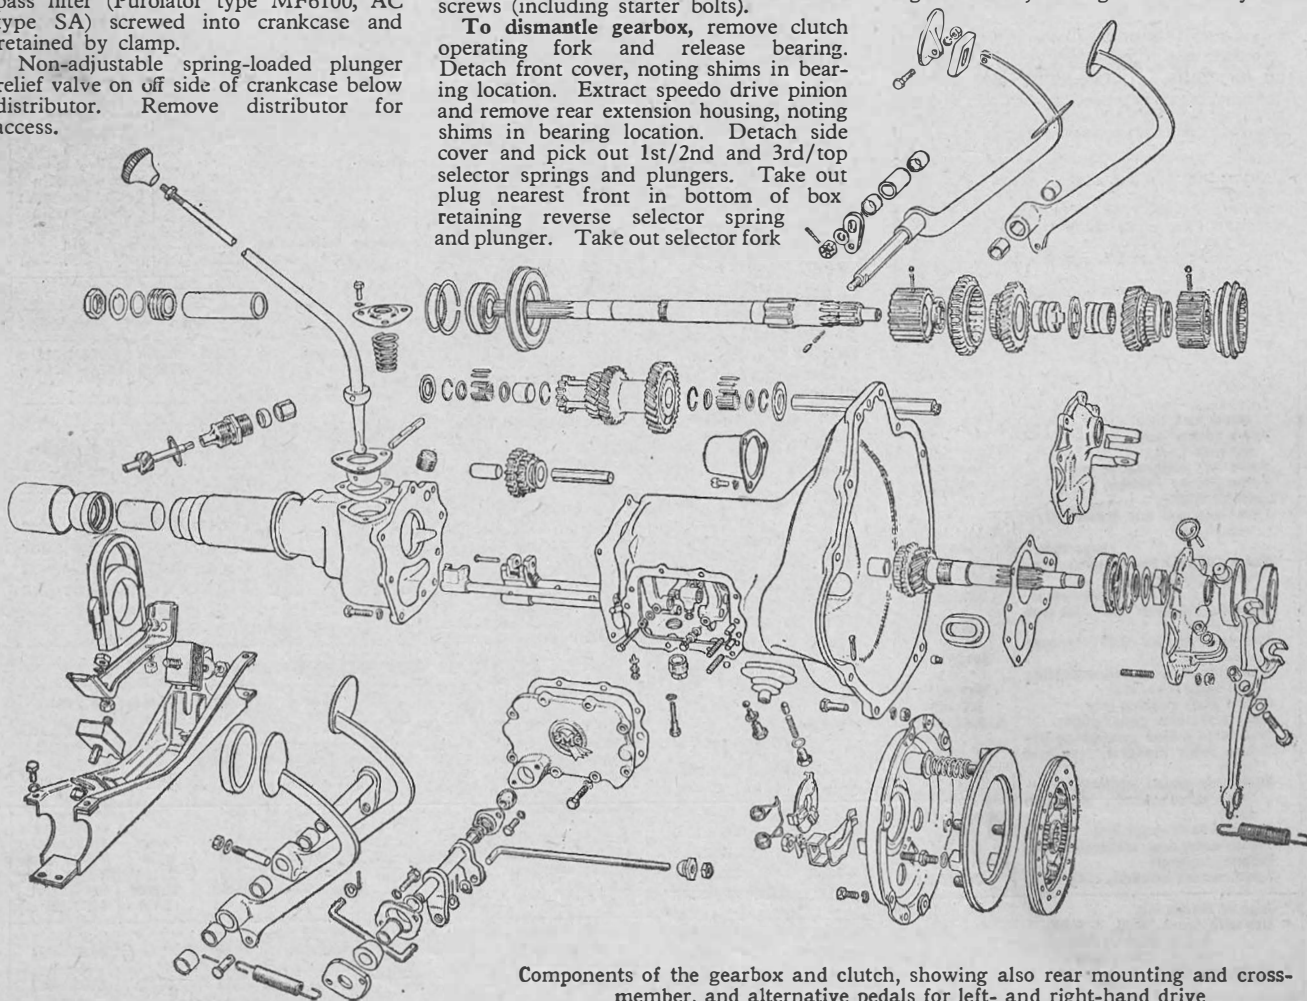 pass filter (Purolator type MF6100, AC
type SA) screwed into crankcase and
retained by clamp.
Non-adjustable spring-loaded plunger
relief valve on off side of crankcase below
distributor. Remove distributor for
access.
screws (including starter bolts).
To dismantle gearbox, remove clutch
operating fork and release bearing.
Detach front cover, noting shims in bear-
ing location. Extract speedo drive pinion
and remove rear extension housing, noting
shims in bearing location. Detach side
cover and pick out 1st/2nd and 3rd/top
selector springs and plungers. Take out
plug nearest front in bottom of box
retaining reverse selector spring
and plunger. Take out selector fork
Components of the gearbox and clutch, showing also rear mounting and cross-
member, and alternative pedals for left- and right-hand drive